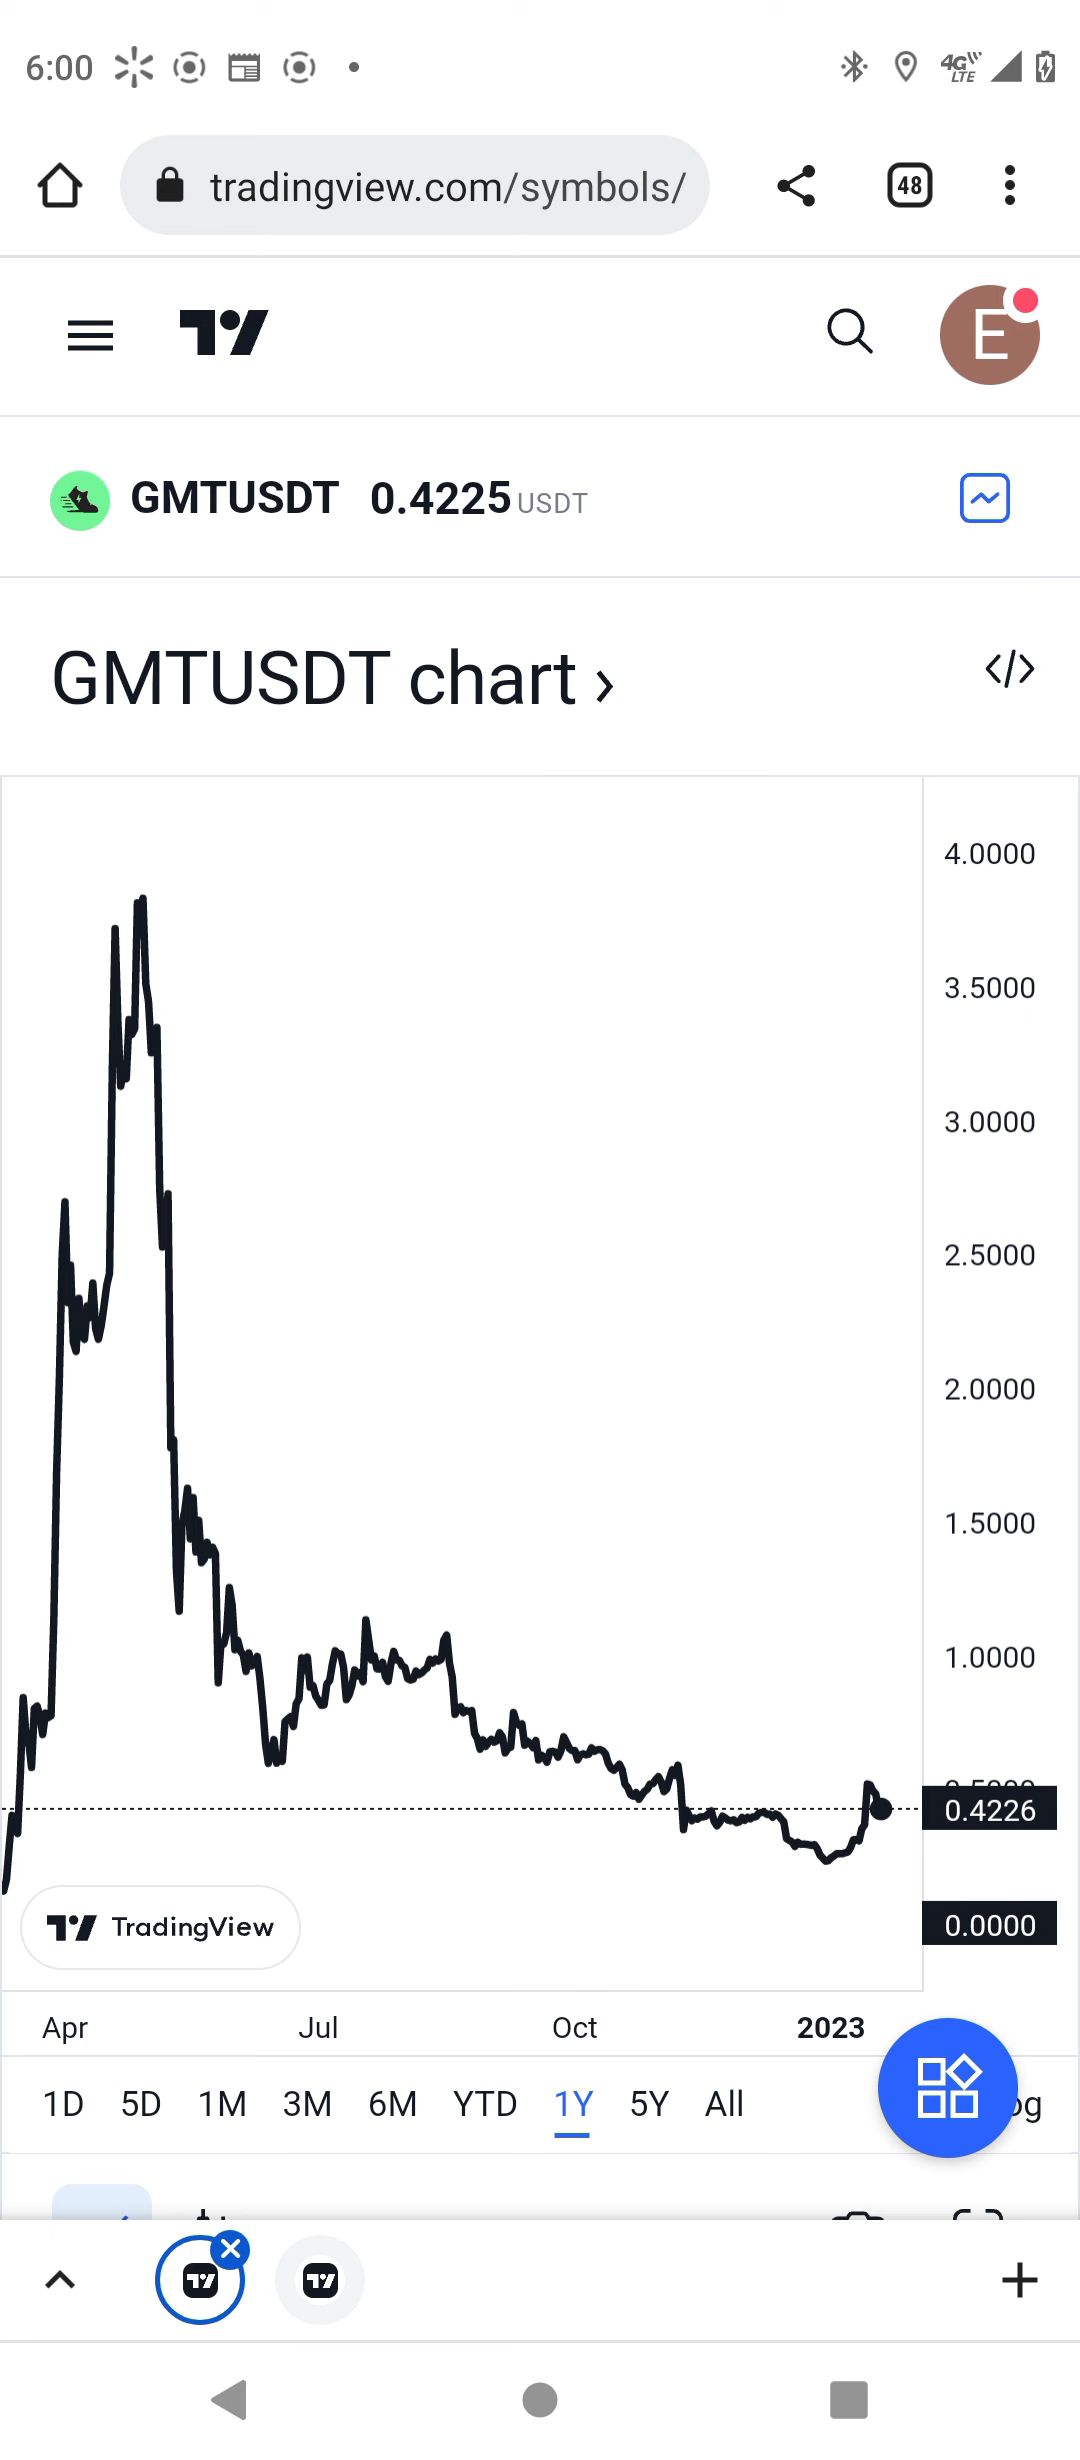 6:00
4G
LTE
tradingview.com/symbols/
48
E
GMTUSDT 0.4225 USDT
GMTUSDT chart ›
4.0000
3.5000
3.0000
2.5000
2.0000
1.5000
1.0000
0.4226
0.0000
TradingView
Apr Jul Oct 2023
1D 5D 1M 3M 6M YTD 1Y 5Y All